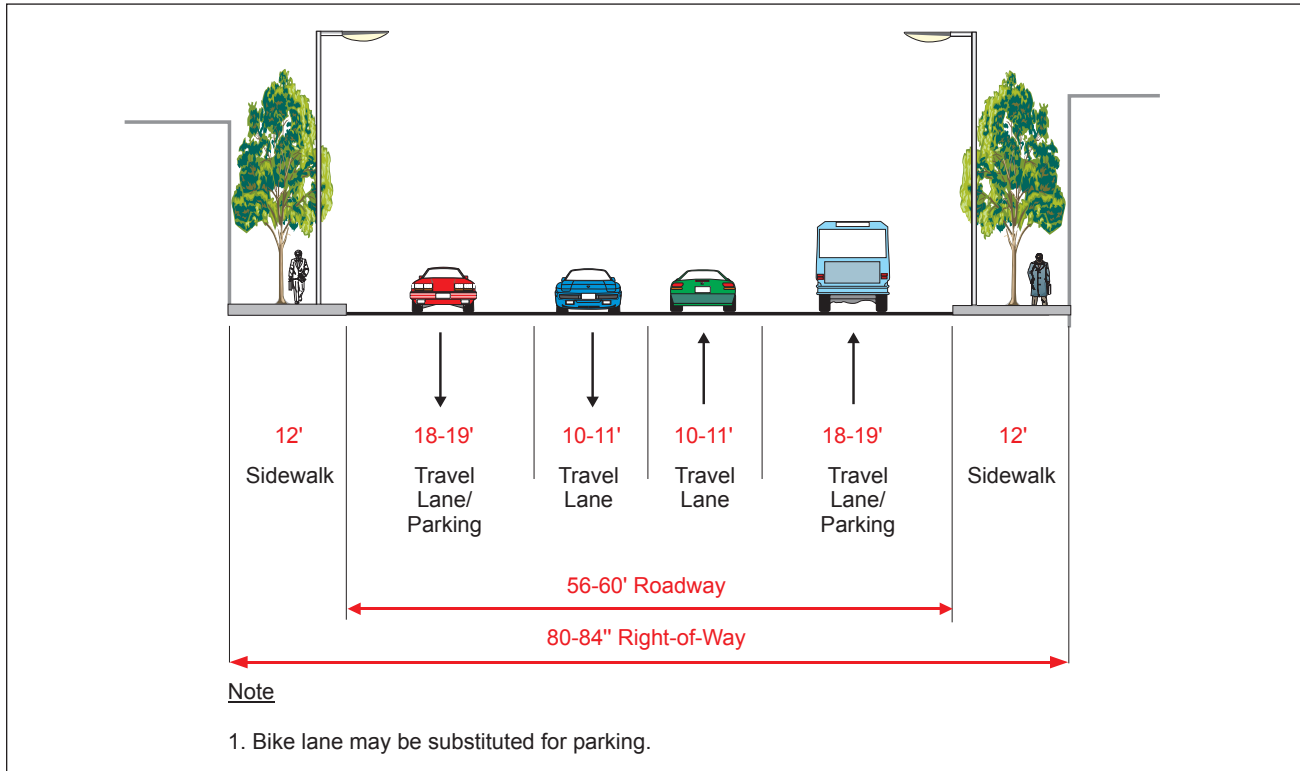 12'
Sidewalk
18-19'
Travel
Lane/
Parking
10-11'
Travel
Lane
10-11'
Travel
Lane
18-19'
Travel
Lane/
Parking
12'
Sidewalk
56-60' Roadway
80-84" Right-of-Way
Note
1. Bike lane may be substituted for parking.